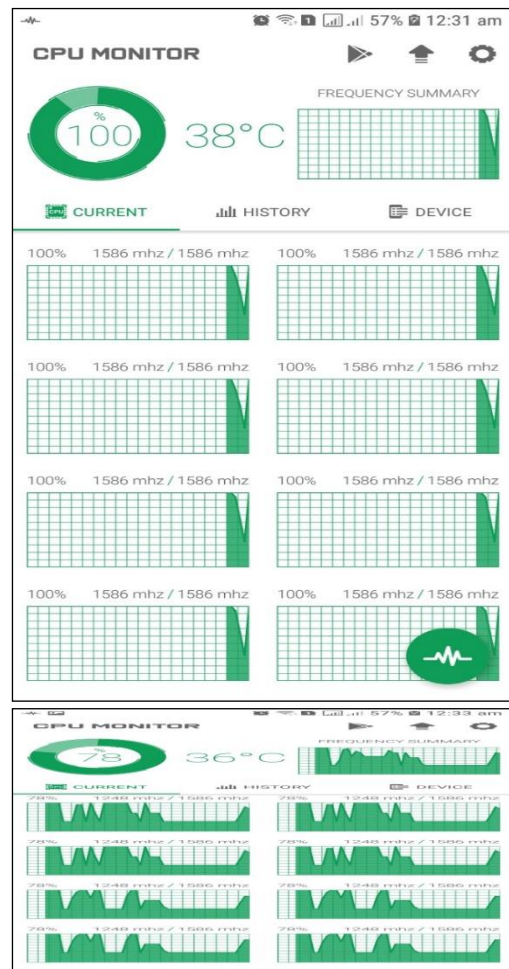 57% 12:31 am
CPU MONITOR
FREQUENCY SUMMARY
%
100
38°C
CPU CURRENT HISTORY DEVICE
100% 1586 mhz / 1586 mhz 100% 1586 mhz / 1586 mhz
100% 1586 mhz / 1586 mhz 100% 1586 mhz / 1586 mhz
100% 1586 mhz / 1586 mhz 100% 1586 mhz / 1586 mhz
100% 1586 mhz / 1586 mhz 100% 1586 mhz / 1586 mhz
57% 12:33 am
CPU MONITOR
FREQUENCY SUMMARY
%
78
36°C
CURRENT HISTORY DEVICE
78% 1248 mhz / 1586 mhz 78% 1248 mhz / 1586 mhz
78% 1248 mhz / 1586 mhz 78% 1248 mhz / 1586 mhz
78% 1248 mhz / 1586 mhz 78% 1248 mhz / 1586 mhz
78% 1248 mhz / 1586 mhz 78% 1248 mhz / 1586 mhz